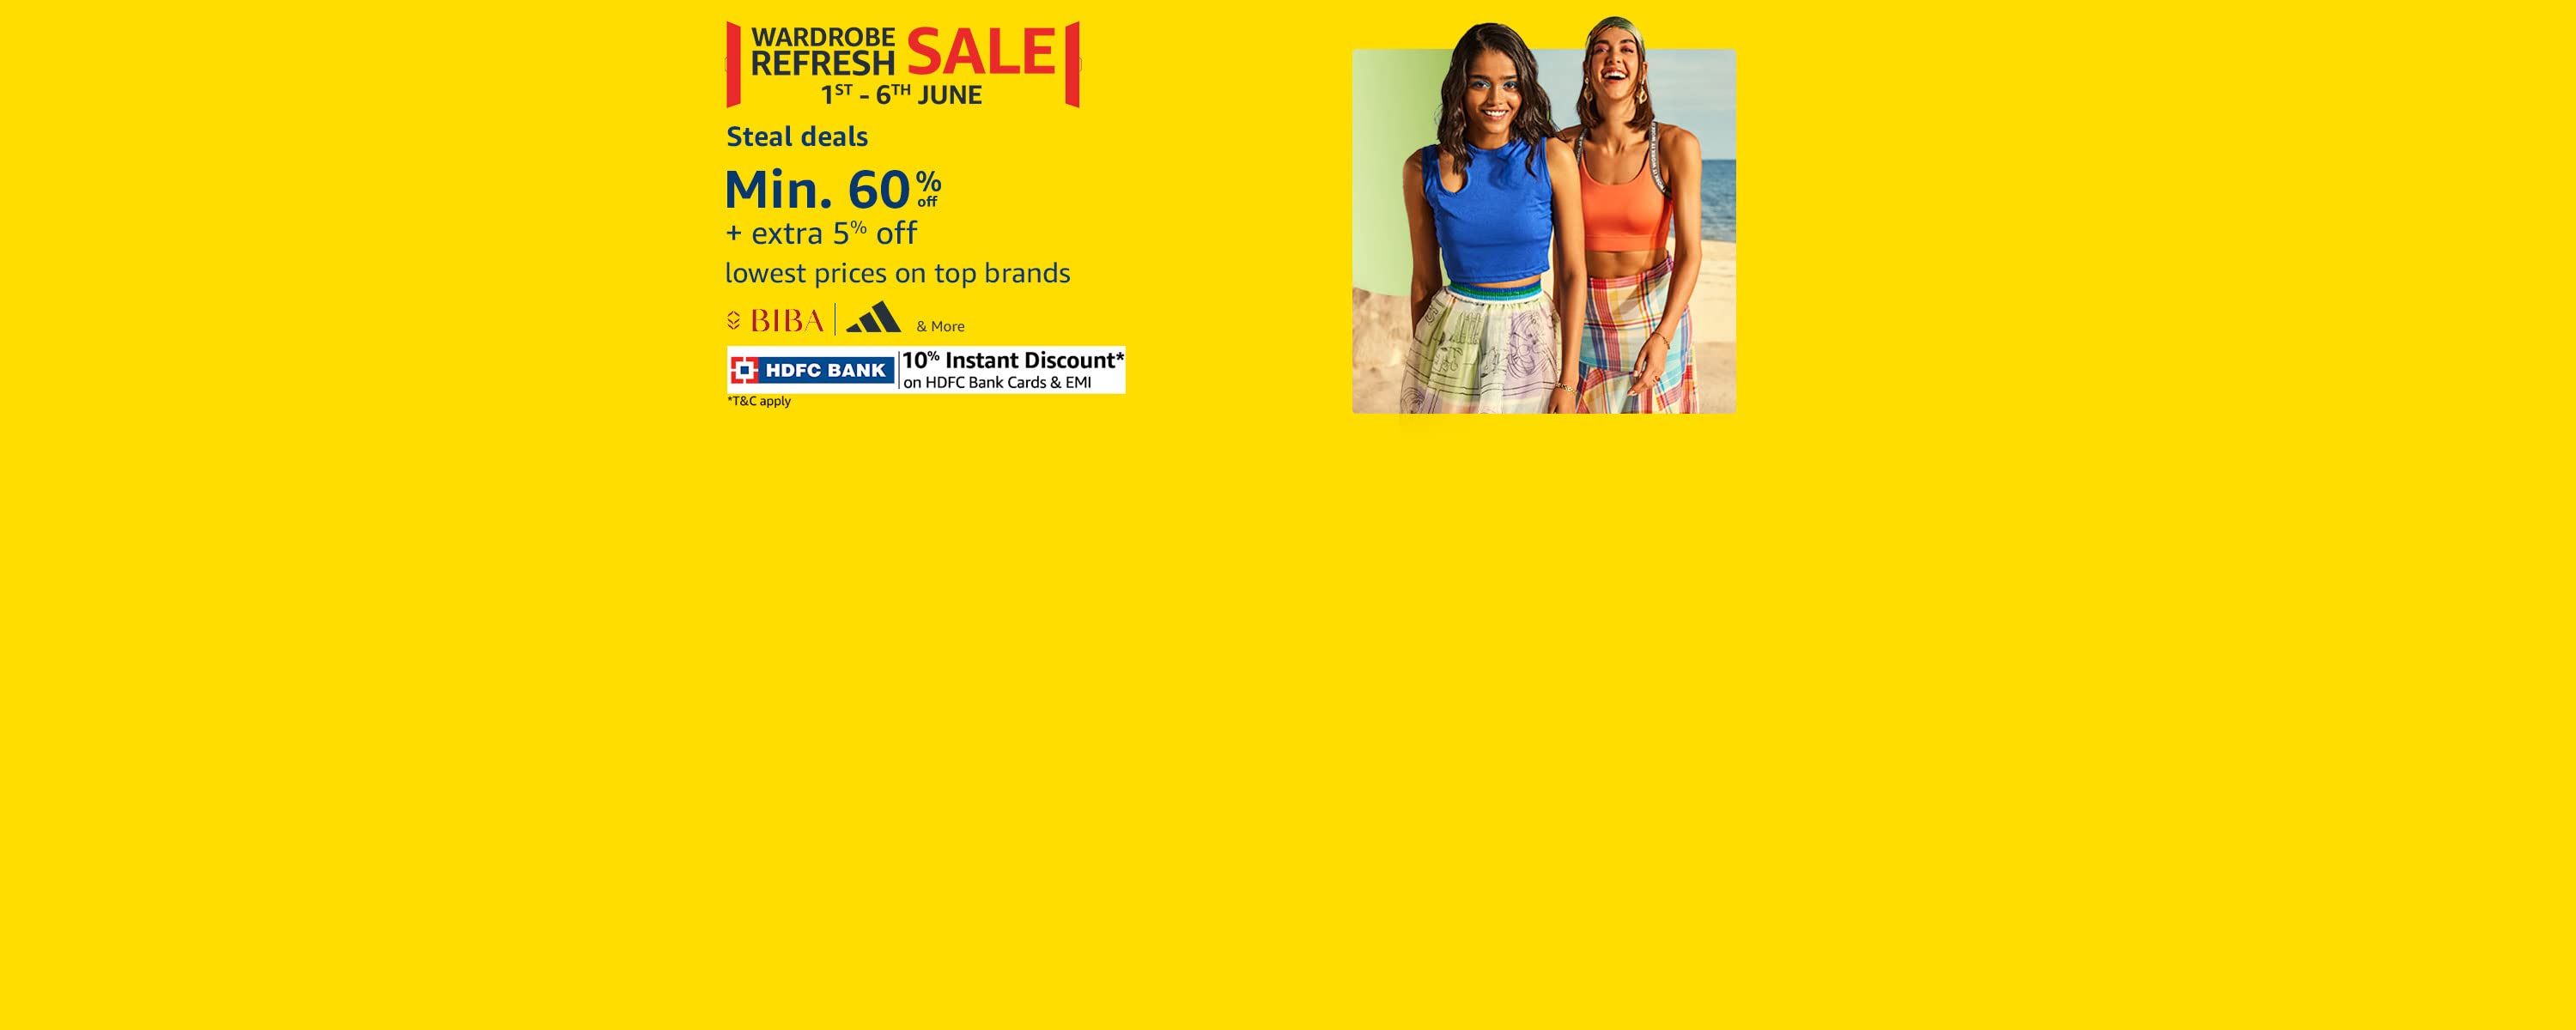 WARDROBE
REFRESH SALE
1ST - 6TH JUNE
Steal deals
Min. 60% off
+ extra 5% off
lowest prices on top brands
BIBA & More
HDFC BANK 10% Instant Discount*
on HDFC Bank Cards & EMI
*T&C apply